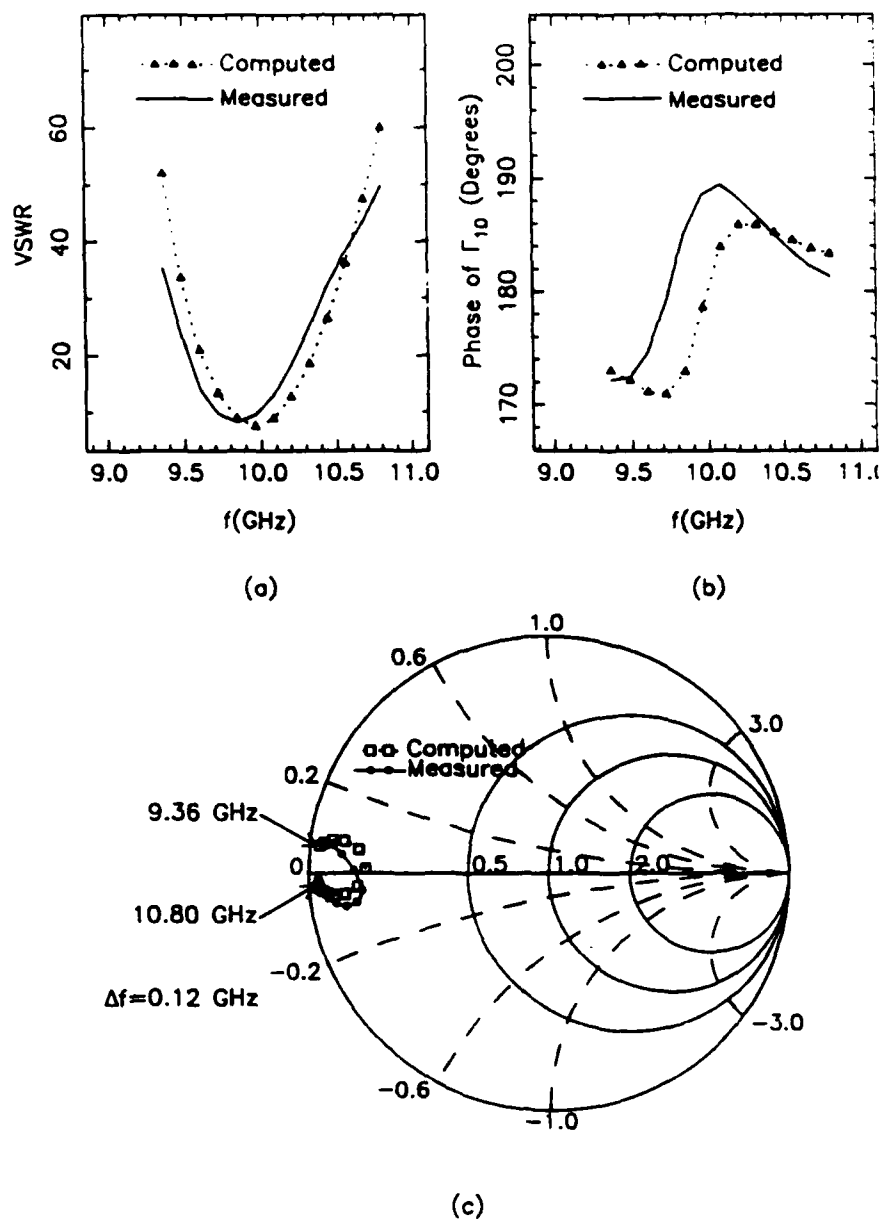 VSWR
60
40
20
Computed
Measured
9.0 9.5 10.0 10.5 11.0
f(GHz)
(a)
Phase of Γ10 (Degrees)
200
190
180
170
Computed
Measured
9.0 9.5 10.0 10.5 11.0
f(GHz)
(b)
1.0
0.6
3.0
Computed
Measured
0.2
9.36 GHz
0
0.5
1.0
2.0
10.80 GHz
-0.2
Δf=0.12 GHz
-3.0
-0.6
-1.0
(c)